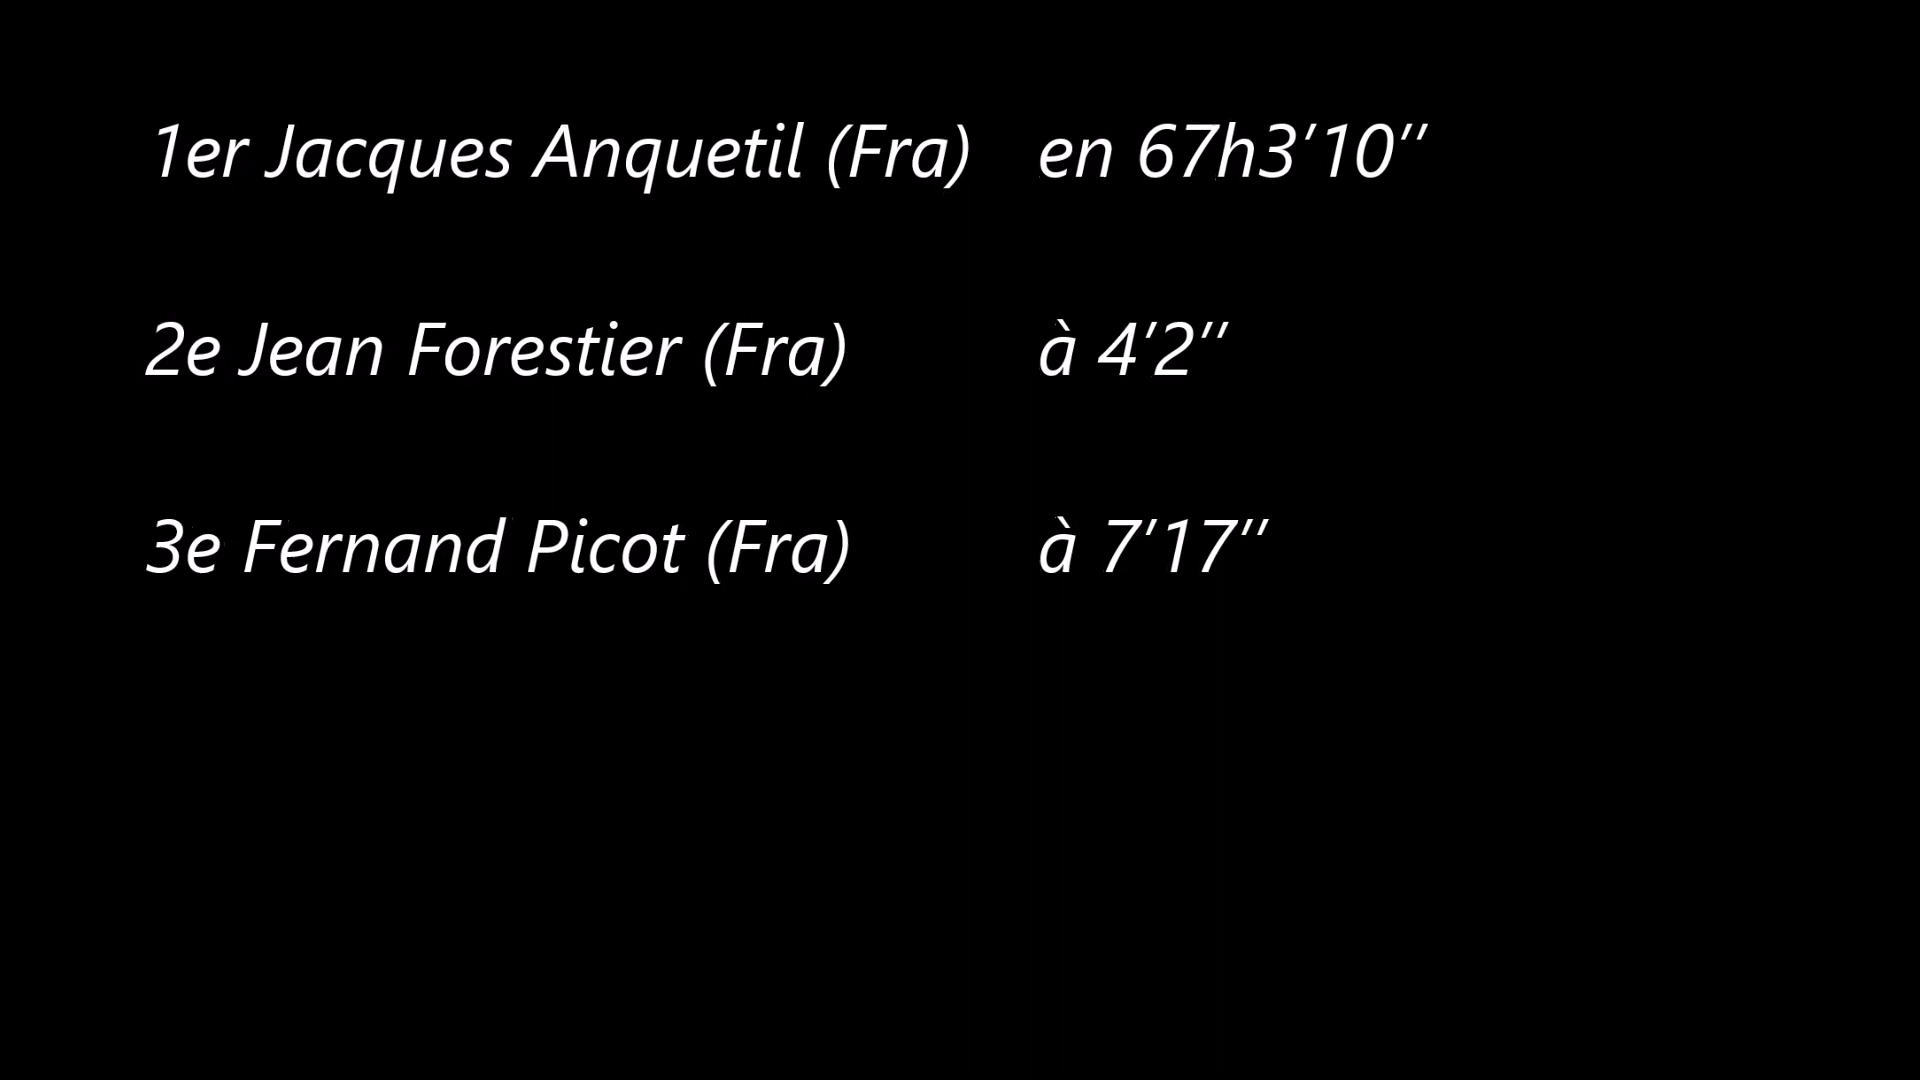 1er Jacques Anquetil (Fra) en 67h3’10’’
2e Jean Forestier (Fra) à 4’2’’
3e Fernand Picot (Fra) à 7’17’’